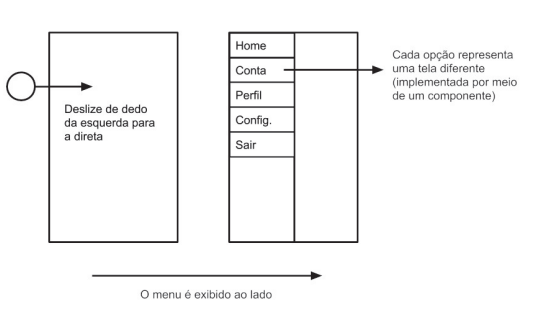 Deslize de dedo
da esquerda para
a direta
Home
Conta
Perfil
Config.
Sair
Cada opção representa
uma tela diferente
(implementada por meio
de um componente)
O menu é exibido ao lado